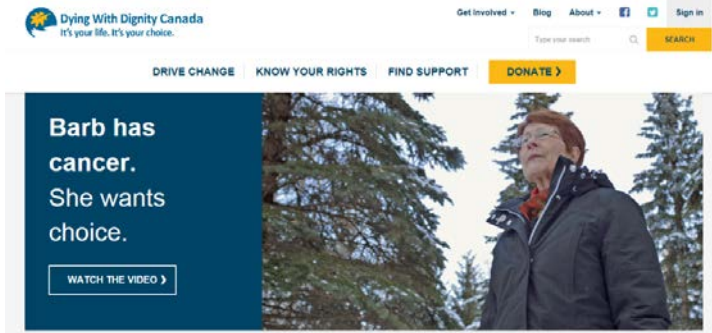 Dying With Dignity Canada
It's your life. It's your choice.
Get Involved
Blog
About
Sign in
Type your search
SEARCH
DRIVE CHANGE
KNOW YOUR RIGHTS
FIND SUPPORT
DONATE ❯
Barb has
cancer.
She wants
choice.
WATCH THE VIDEO ❯